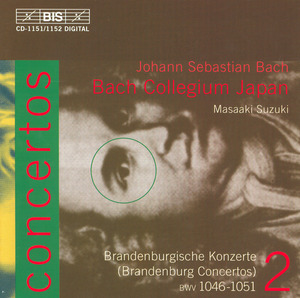 BIS
CD-1151/1152 DIGITAL
Johann Sebastian Bach
Bach Collegium Japan
Masaaki Suzuki
concertos
Brandenburgische Konzerte
(Brandenburg Concertos)
BWV 1046-1051
2